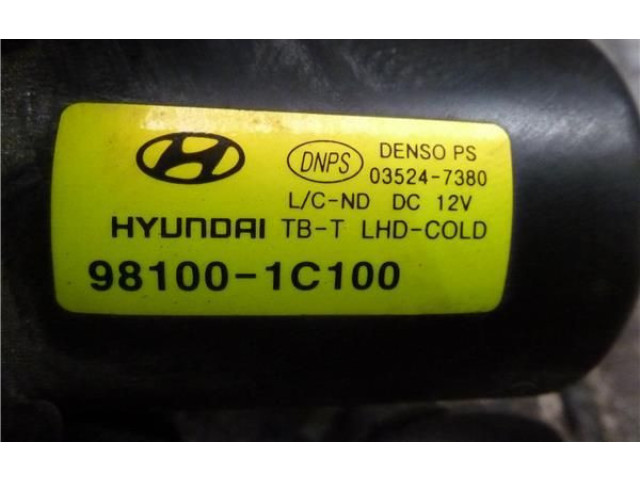 DNPS DENSO PS
03524-7380
L/C-ND DC 12V
HYUNDAI TB-T LHD-COLD
98100-1C100